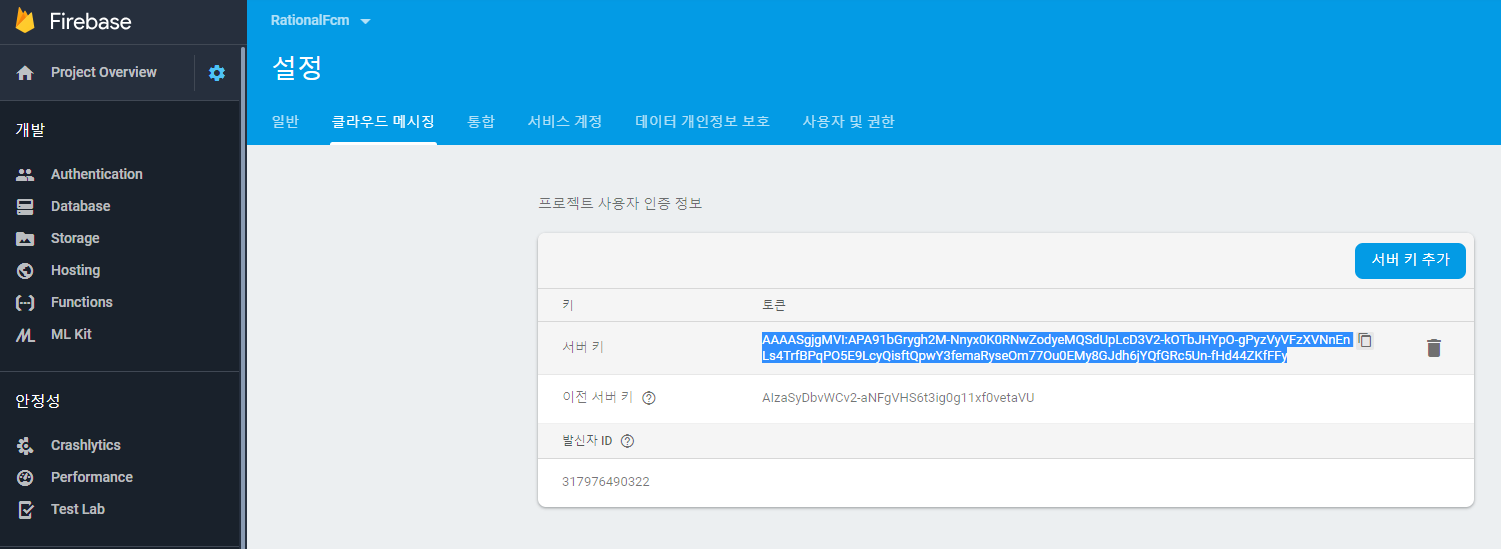 Firebase
RationalFcm
Project Overview
설정
일반 클라우드 메시징 통합 서비스 계정 데이터 개인정보 보호 사용자 및 권한
개발
Authentication
Database
Storage
Hosting
Functions
ML Kit
안정성
Crashlytics
Performance
Test Lab
프로젝트 사용자 인증 정보
서버 키 추가
키 토큰
서버 키 AAAASgjgMVI:APA91bGrygh2M-Nnyx0K0RNwZodyeMQSdUpLcD3V2-kOTbJHYpO-gPyzVyVFzXVNnEn
Ls4TrfBPqPO5E9LcyQisftQpwY3femaRyseOm77Ou0EMy8GJdh6jYQfGRc5Un-fHd44ZKfFFy
이전 서버 키 AIzaSyDbvWCv2-aNFgVHS6t3ig0g11xf0vetaVU
발신자 ID
317976490322